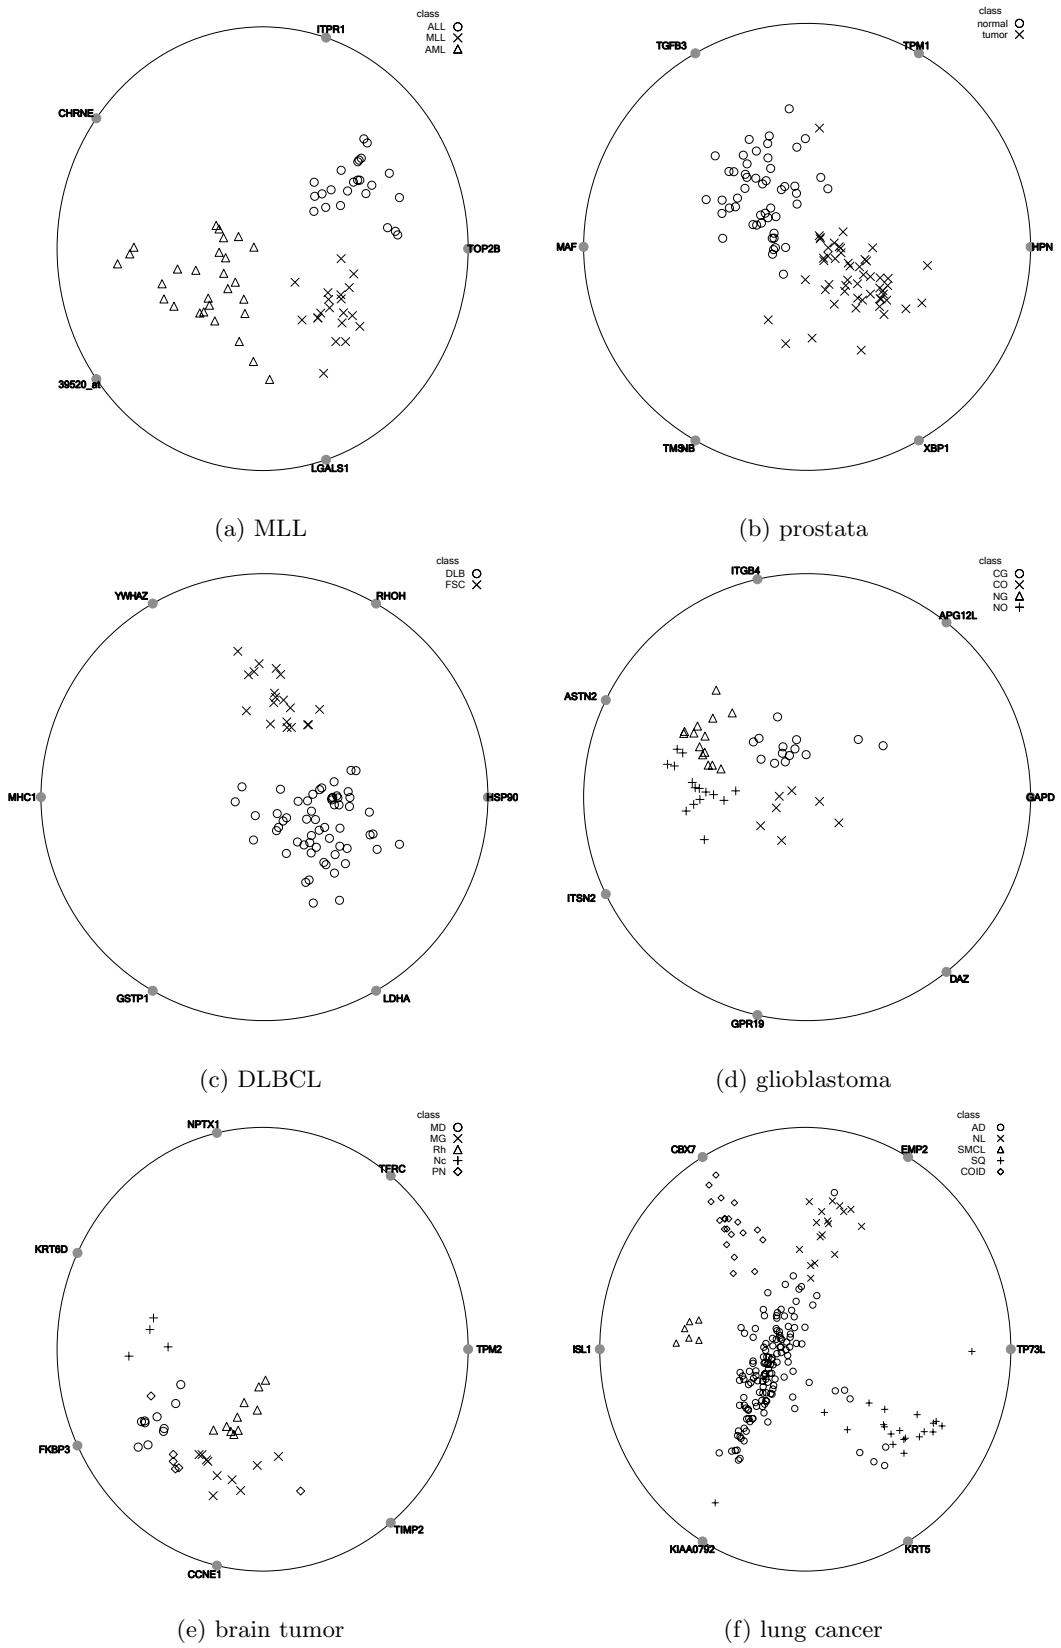 class
ALL
MLL
AML
ITPR1
CHRNE
TOP2B
39520_at
LGALS1
(a) MLL
class
normal
tumor
TGFB3
TPM1
MAF
HPN
XBP1
(b) prostata
class
DLB
FSC
YWHAZ
RHOH
MHC1
HSP90
GSTP1
LDHA
(c) DLBCL
class
CG
CO
NG
NO
ITGB4
APG12L
ASTN2
GAPD
ITSN2
DAZ
GPR19
(d) glioblastoma
class
MD
MG
Rh
Nc
PN
NPTX1
TFRC
KRT6D
TPM2
FKBP3
TIMP2
CCNE1
(e) brain tumor
class
AD
NL
SMCL
SQ
COID
CBX7
EMP2
ISL1
TP73L
KIAA0792
KRT5
(f) lung cancer